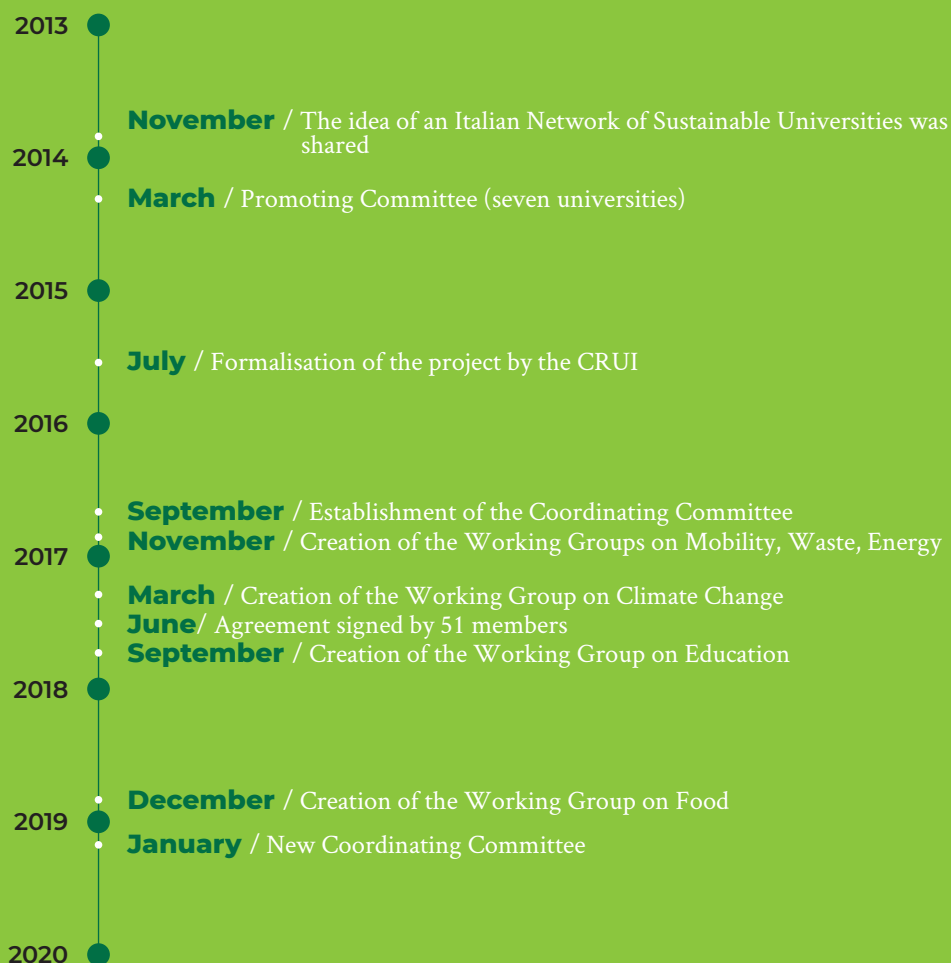 2013
November / The idea of an Italian Network of Sustainable Universities was
shared
2014
March / Promoting Committee (seven universities)
2015
July / Formalisation of the project by the CRUI
2016
September / Establishment of the Coordinating Committee
November / Creation of the Working Groups on Mobility, Waste, Energy
2017
March / Creation of the Working Group on Climate Change
June/ Agreement signed by 51 members
September / Creation of the Working Group on Education
2018
December / Creation of the Working Group on Food
2019
January / New Coordinating Committee
2020